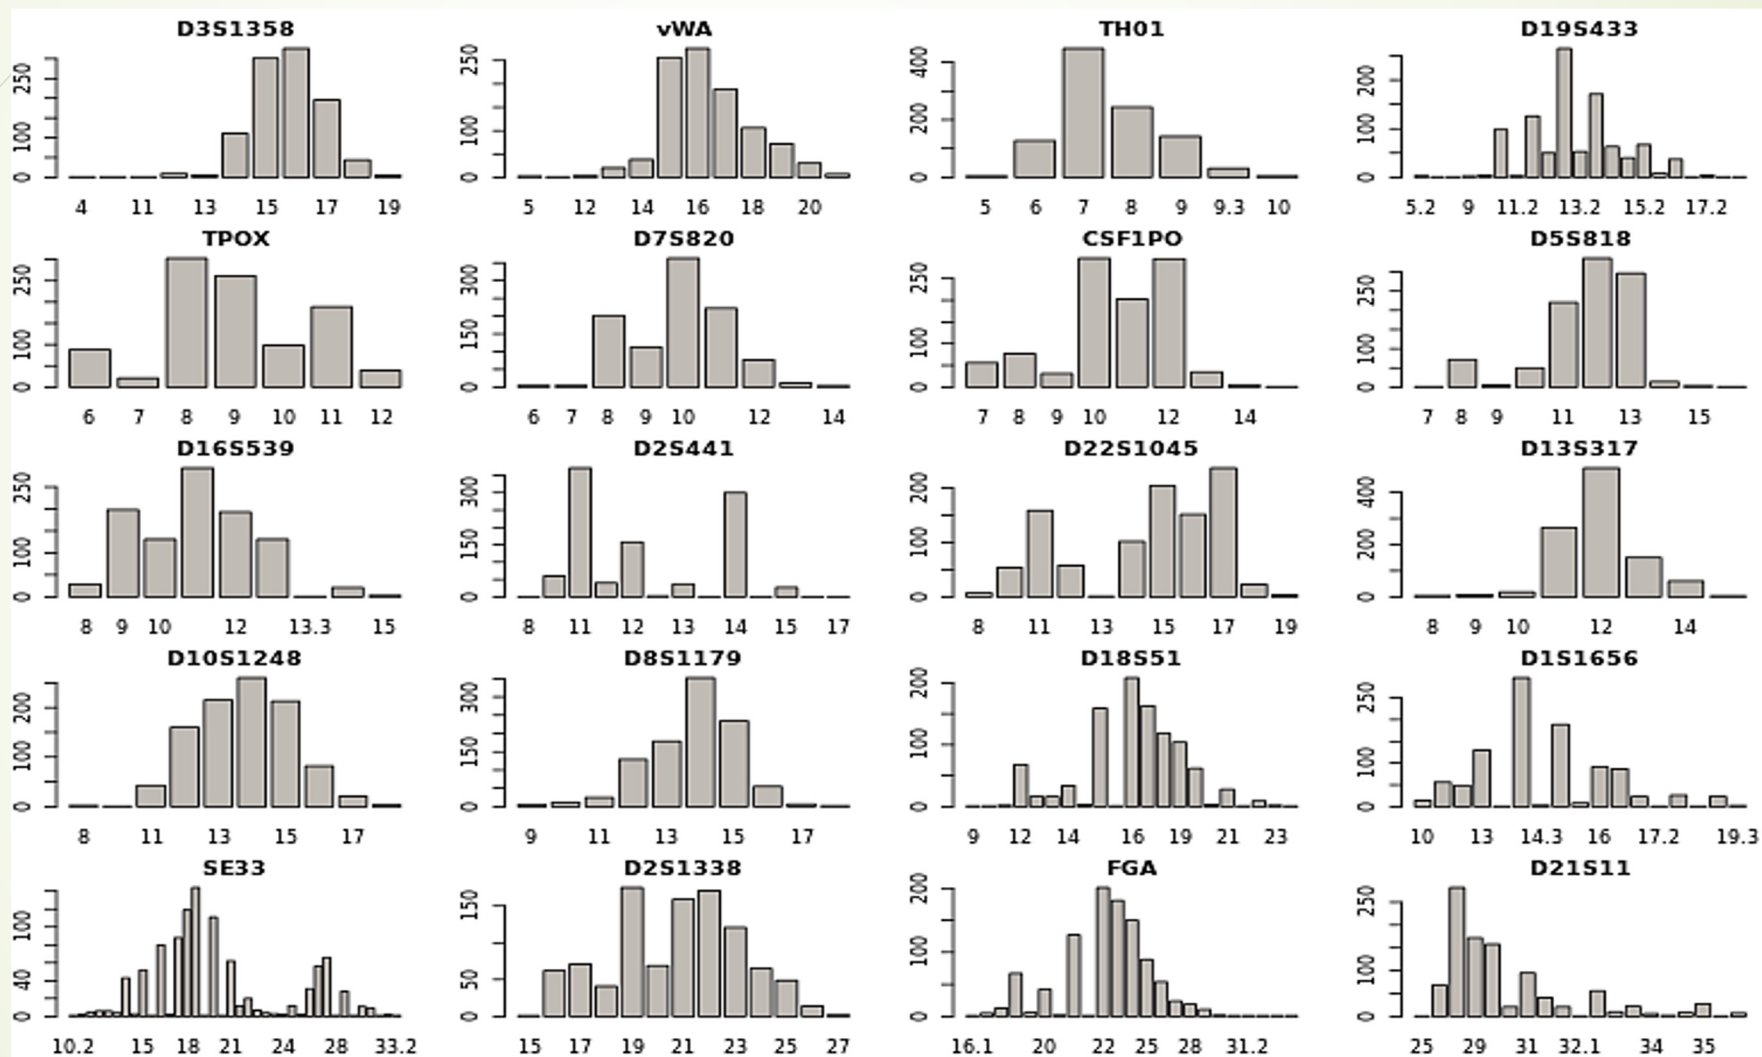 D3S1358
0 100 250
4 11 13 15 17 19
vWA
0 100 250
5 12 14 16 18 20
TH01
0 200 400
5 6 7 8 9 9.3 10
D19S433
0 100 200
5.2 9 11.2 13.2 15.2 17.2
TPOX
0 100 250
6 7 8 9 10 11 12
D7S820
0 150 300
6 7 8 9 10 12 14
CSF1PO
0 100 250
7 8 9 10 12 14
D5S818
0 100 250
7 8 9 11 13 15
D16S539
0 100 250
8 9 10 12 13.3 15
D2S441
0 150 300
8 11 12 13 14 15 17
D22S1045
0 100 200
8 11 13 15 17 19
D13S317
0 200 400
8 9 10 12 14
D10S1248
0 100 200
8 11 13 15 17
D8S1179
0 150 300
9 11 13 15 17
D18S51
0 100 200
9 12 14 16 19 21 23
D1S1656
0 100 250
10 13 14.3 16 17.2 19.3
SE33
0 40 100
10.2 15 18 21 24 28 33.2
D2S1338
0 50 150
15 17 19 21 23 25 27
FGA
0 100 200
16.1 20 22 25 28 31.2
D21S11
0 100 250
25 29 31 32.1 34 35